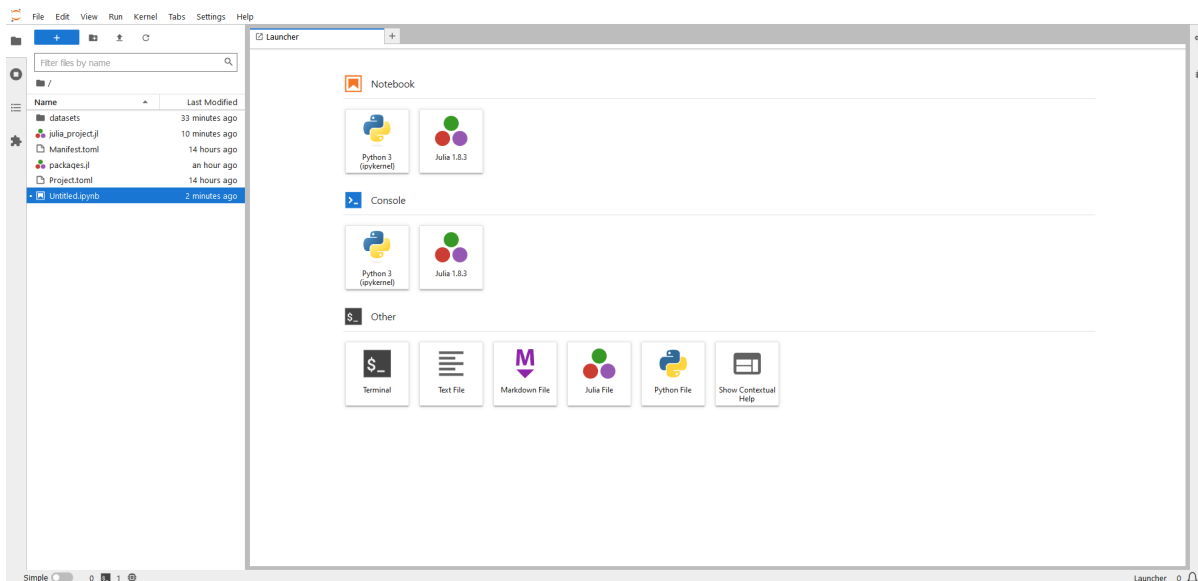 File Edit View Run Kernel Tabs Settings Help
+
Launcher
+
Filter files by name
/
Name Last Modified
datasets 33 minutes ago
julia_project.jl 10 minutes ago
Manifest.toml 14 hours ago
packages.jl an hour ago
Project.toml 14 hours ago
Untitled.ipynb 2 minutes ago
Notebook
Python 3
(ipykernel)
Julia 1.8.3
Console
Python 3
(ipykernel)
Julia 1.8.3
$_ Other
$_
Terminal
Text File
M
Markdown File
Julia File
Python File
Show Contextual
Help
Simple 0 $_ 1 Launcher 0